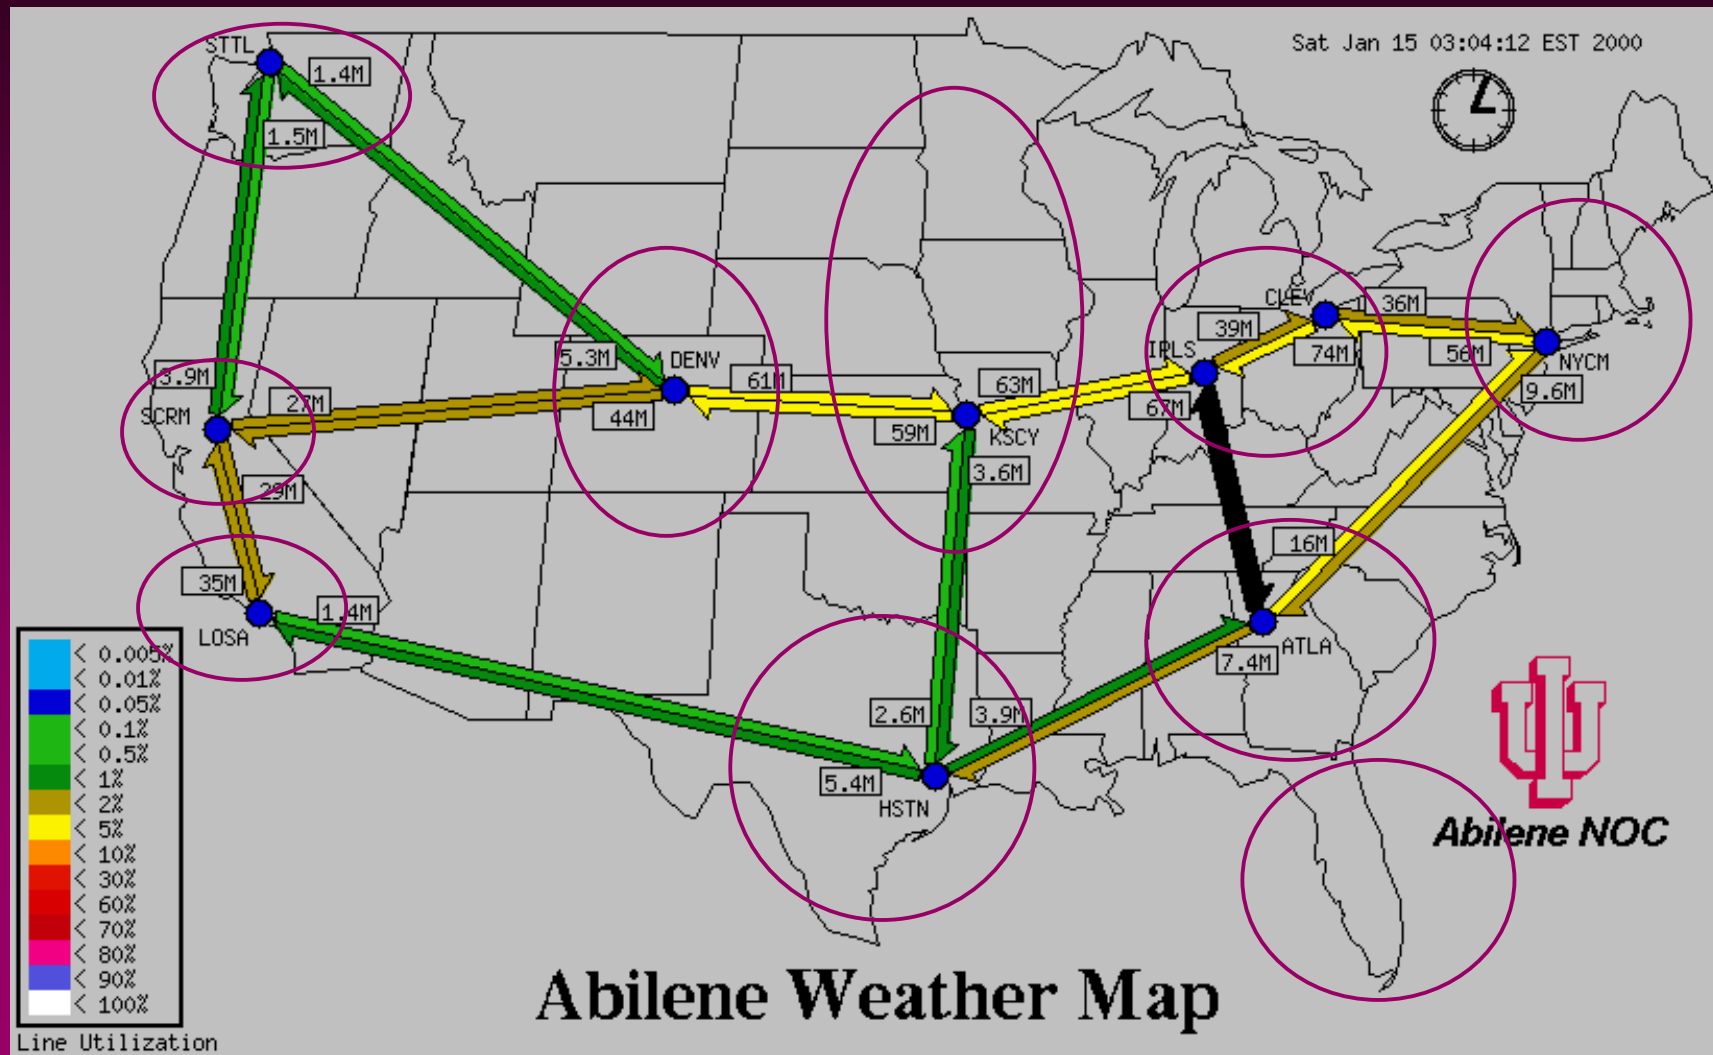 Sat Jan 15 03:04:12 EST 2000
STTL
1.4M
1.5M
CLEV
36M
39M
IPLS
74M
56M
NYCM
5.3M
DENV
3.9M
61M
63M
9.6M
27M
SCRM
44M
59M
KSCY
67M
3.6M
29M
16M
35M
1.4M
LOSA
ATLA
7.4M
2.6M
3.9M
5.4M
HSTN
< 0.005%
< 0.01%
< 0.05%
< 0.1%
< 0.5%
< 1%
< 2%
< 5%
< 10%
< 30%
< 60%
< 70%
< 80%
< 90%
< 100%
Line Utilization
IU
Abilene NOC
Abilene Weather Map